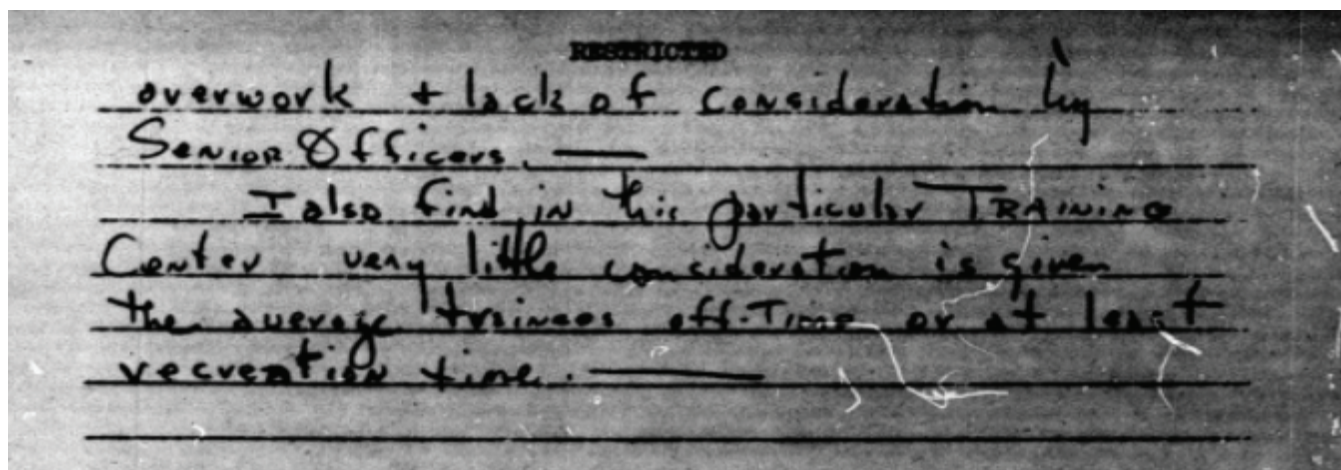 RESTRICTED
overwork + lack of consideration by
Senior Officers. —
I also find in this particular TRAINING
Center very little consideration is given
the average trainees off-Time or at least
recreation time. —